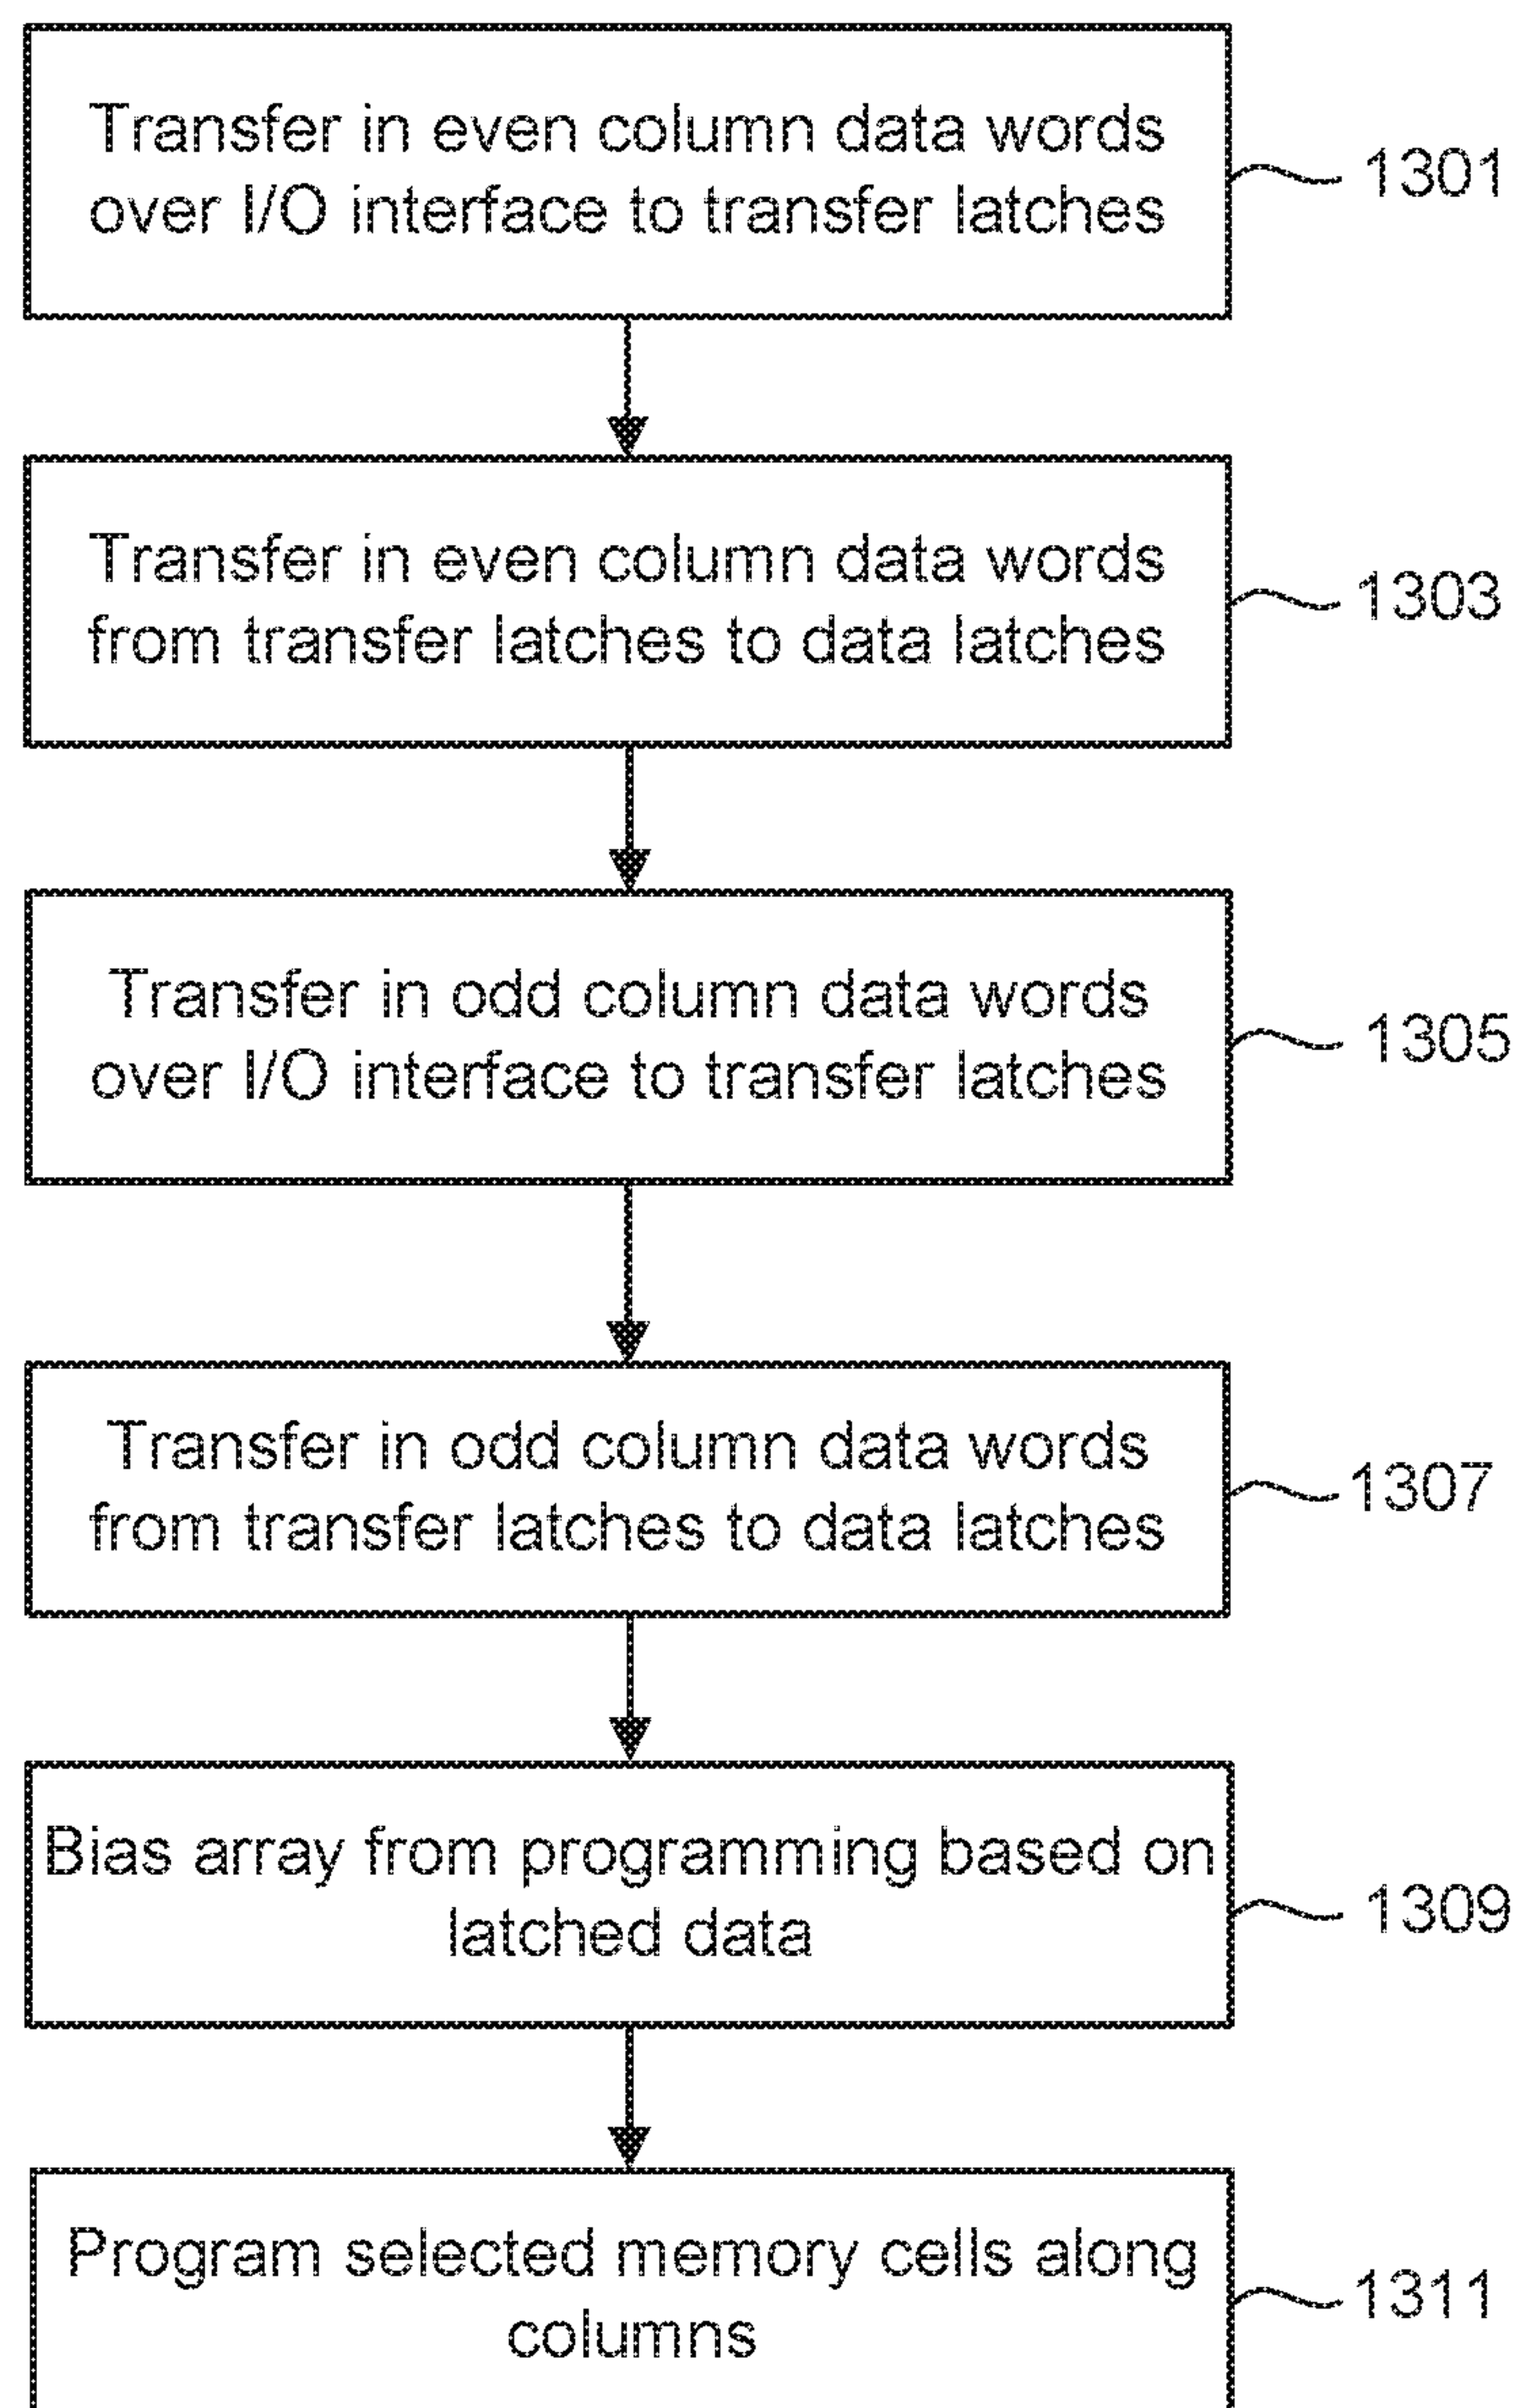 Transfer in even column data words
over I/O interface to transfer latches
1301
Transfer in even column data words
from transfer latches to data latches
1303
Transfer in odd column data words
over I/O interface to transfer latches
1305
Transfer in odd column data words
from transfer latches to data latches
1307
Bias array from programming based on
latched data
1309
Program selected memory cells along
columns
1311